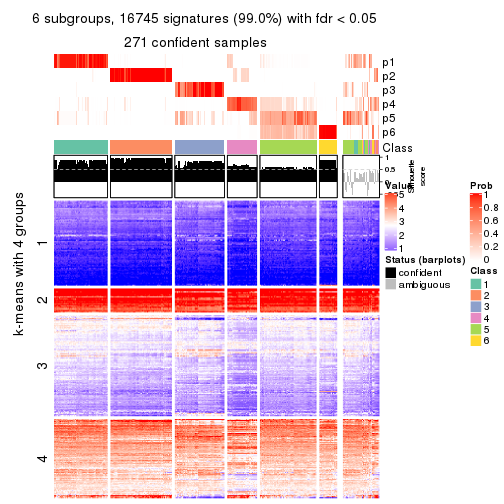 6 subgroups, 16745 signatures (99.0%) with fdr < 0.05
271 confident samples
p1
p2
p3
p4
p5
p6
Class
1
0.5
0
Silhouette
score
k-means with 4 groups
1
2
3
4
Value
5
4
3
2
1
Status (barplots)
confident
ambiguous
Prob
1
0.8
0.6
0.4
0.2
0
Class
1
2
3
4
5
6